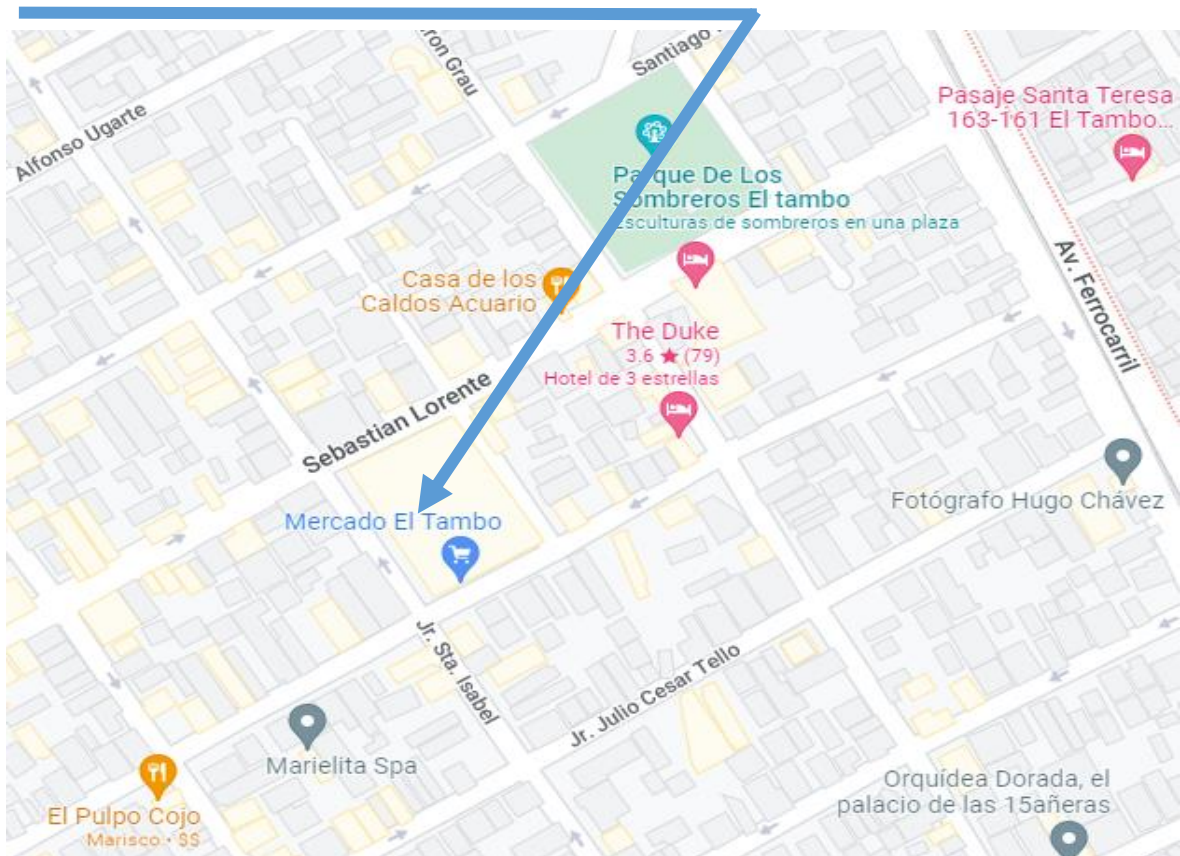 Santiago
ron Grau
Alfonso Ugarte
Pasaje Santa Teresa
163-161 El Tambo...
Parque De Los
Sombreros El tambo
Esculturas de sombreros en una plaza
Av. Ferrocarril
Casa de los
Caldos Acuario
The Duke
3.6 ★ (79)
Hotel de 3 estrellas
Sebastian Lorente
Fotógrafo Hugo Chávez
Mercado El Tambo
Jr. Sta. Isabel
Jr. Julio Cesar Tello
Marielita Spa
Orquídea Dorada, el
palacio de las 15añeras
El Pulpo Cojo
Marisco · $$